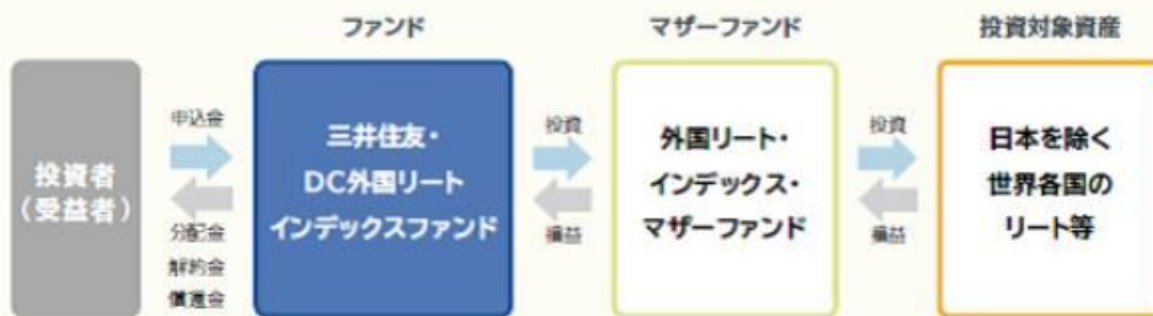 ファンド
マザーファンド
投資対象資産
投資者
(受益者)
申込金
分配金
解約金
償還金
三井住友・
DC外国リート
インデックスファンド
投資
損益
外国リート・
インデックス・
マザーファンド
投資
損益
日本を除く
世界各国の
リート等